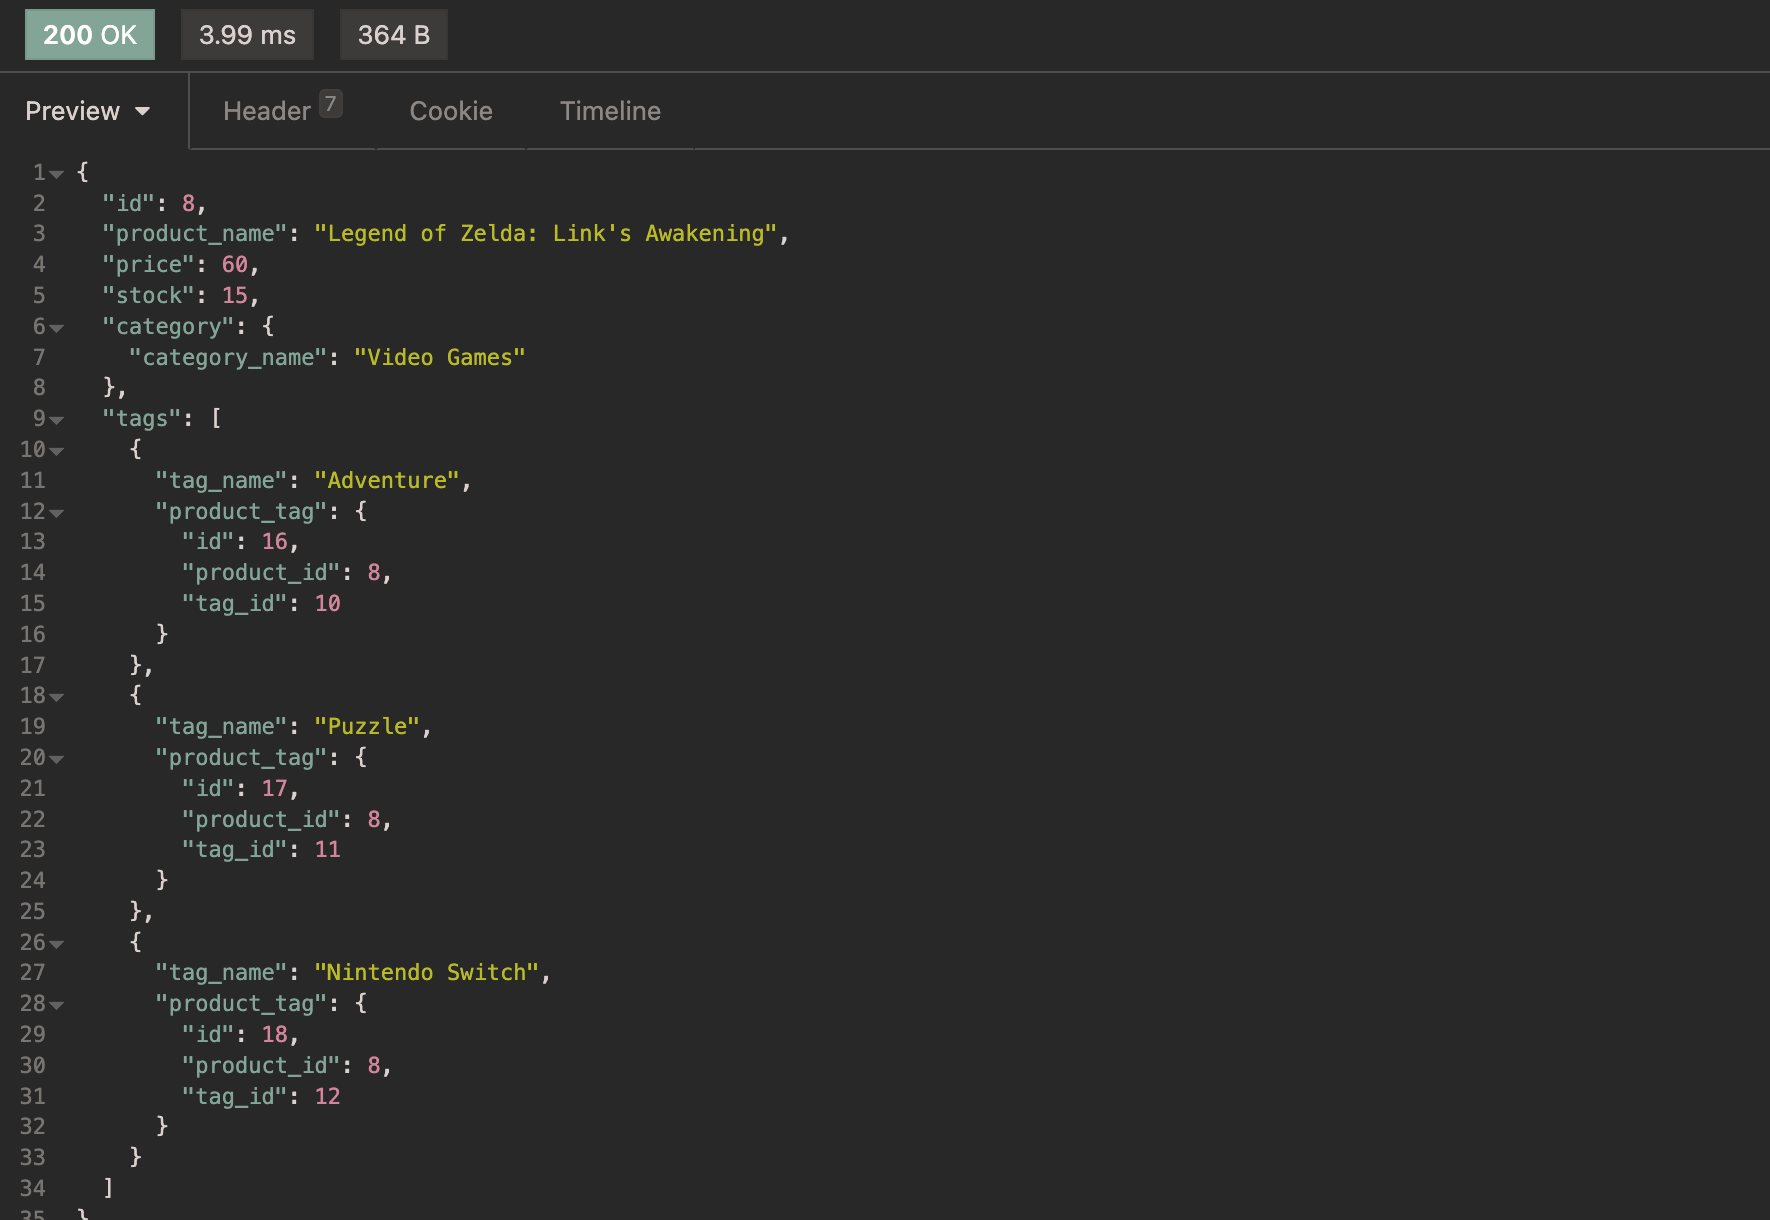 200 OK 3.99 ms 364 B
Preview Header 7 Cookie Timeline
1 {
2 "id": 8,
3 "product_name": "Legend of Zelda: Link's Awakening",
4 "price": 60,
5 "stock": 15,
6 "category": {
7 "category_name": "Video Games"
8 },
9 "tags": [
10 {
11 "tag_name": "Adventure",
12 "product_tag": {
13 "id": 16,
14 "product_id": 8,
15 "tag_id": 10
16 }
17 },
18 {
19 "tag_name": "Puzzle",
20 "product_tag": {
21 "id": 17,
22 "product_id": 8,
23 "tag_id": 11
24 }
25 },
26 {
27 "tag_name": "Nintendo Switch",
28 "product_tag": {
29 "id": 18,
30 "product_id": 8,
31 "tag_id": 12
32 }
33 }
34 ]
35 }